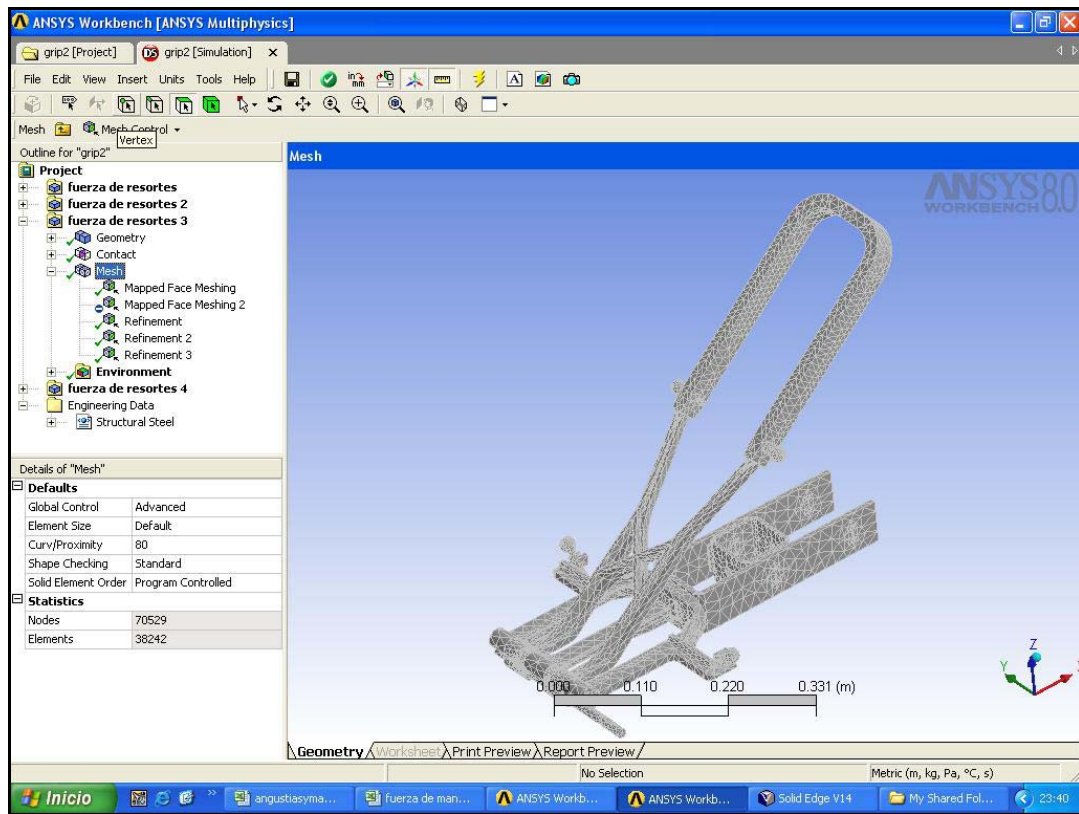 ANSYS Workbench [ANSYS Multiphysics]
grip2 [Project]
grip2 [Simulation]
File Edit View Insert Units Tools Help
Mesh Mesh Control
Vertex
Outline for "grip2"
Mesh
Project
fuerza de resortes
fuerza de resortes 2
fuerza de resortes 3
Geometry
Contact
Mesh
Mapped Face Meshing
Mapped Face Meshing 2
Refinement
Refinement 2
Refinement 3
Environment
fuerza de resortes 4
Engineering Data
Structural Steel
ANSYS 8.0
WORKBENCH
Details of "Mesh"
Defaults
Global Control Advanced
Element Size Default
Curv/Proximity 80
Shape Checking Standard
Solid Element Order Program Controlled
Statistics
Nodes 70529
Elements 38242
Z
Y
0.000 0.110 0.220 0.331 (m)
Geometry Worksheet Print Preview Report Preview
No Selection
Metric (m, kg, Pa, °C, s)
Inicio
angustiasyma...
fuerza de man...
ANSYS Workb...
ANSYS Workb...
Solid Edge V14
My Shared Fol...
23:40